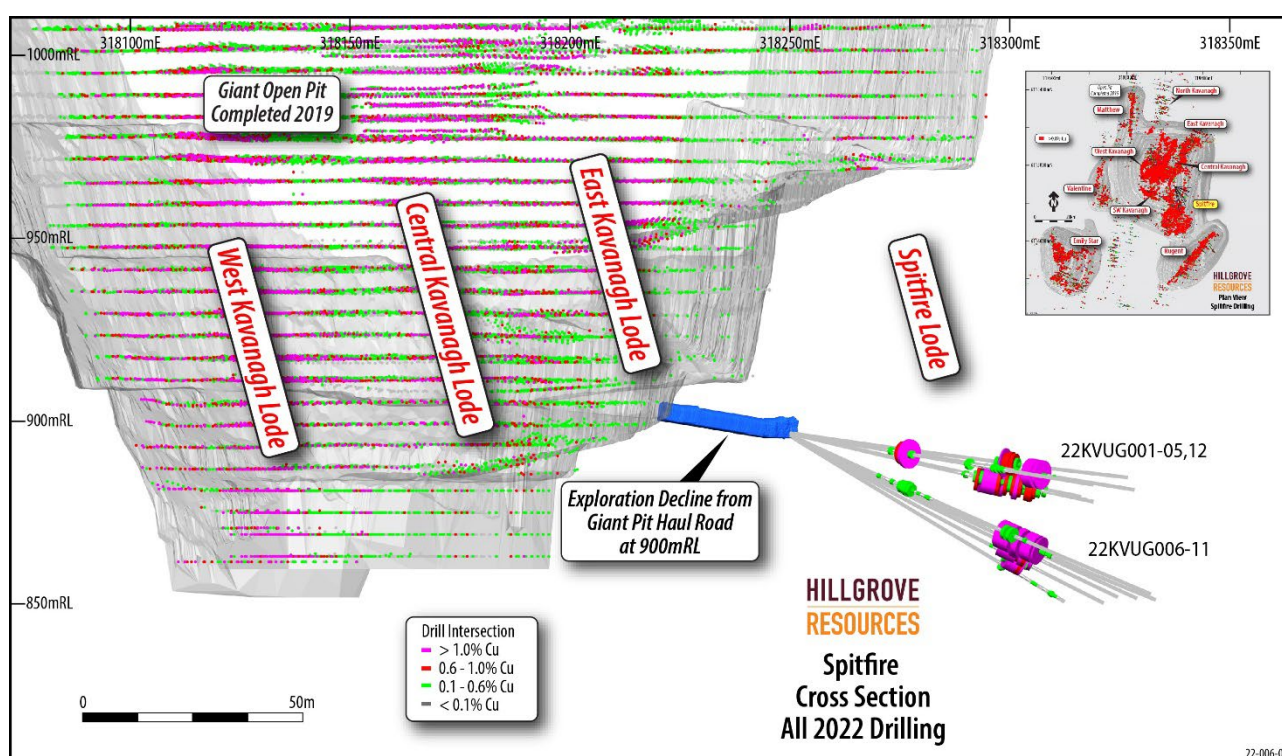 318100mE 318150mE 318200mE 318250mE 318300mE 318350mE
1000mRL
950mRL
900mRL
850mRL
Giant Open Pit
Completed 2019
West Kavanagh Lode
Central Kavanagh Lode
East Kavanagh Lode
Spitfire Lode
Exploration Decline from
Giant Pit Haul Road
at 900mRL
22KVUG001-05,12
22KVUG006-11
Drill Intersection
> 1.0% Cu
0.6 - 1.0% Cu
0.1 - 0.6% Cu
< 0.1% Cu
0 50m
HILLGROVE
RESOURCES
Spitfire
Cross Section
All 2022 Drilling
North Kavanagh
Matthew
East Kavanagh
West Kavanagh
Central Kavanagh
Valentine
Spitfire
SW Kavanagh
Emily Star
Nugent
HILLGROVE
RESOURCES
Plan View
Spitfire Drilling